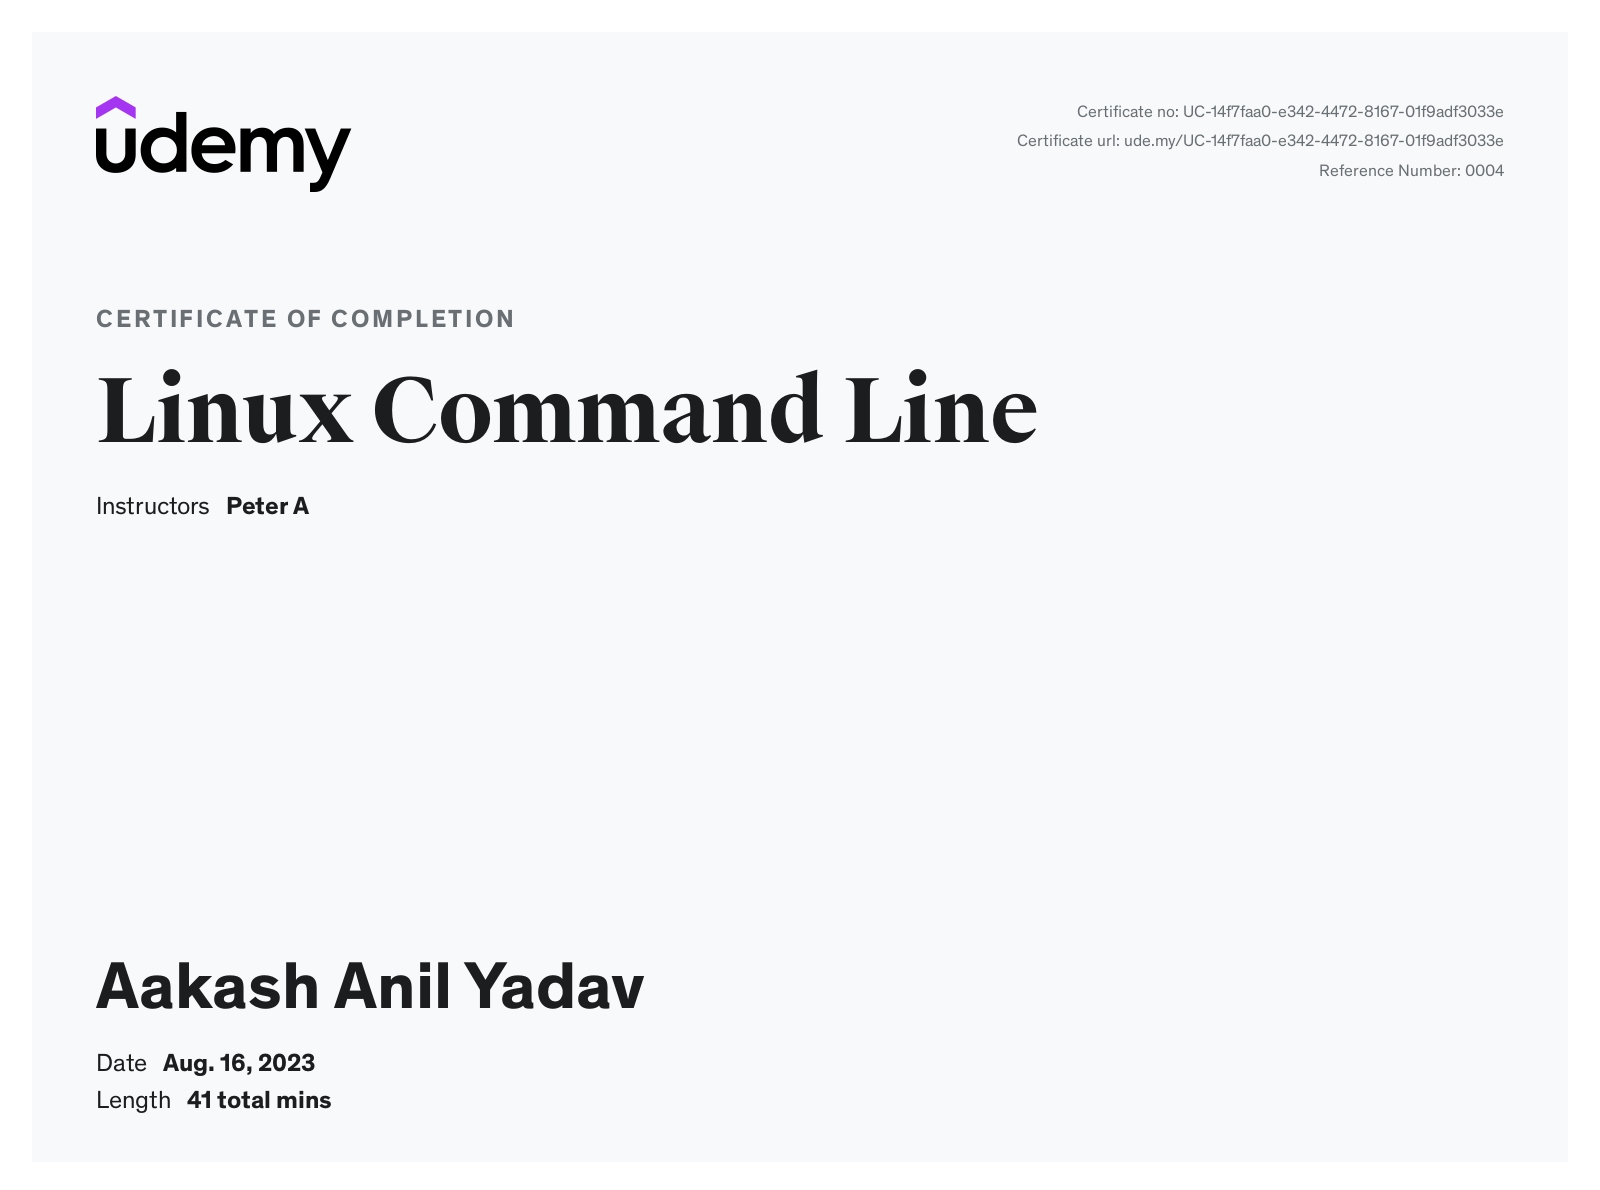 udemy
Certificate no: UC-14f7faa0-e342-4472-8167-01f9adf3033e
Certificate url: ude.my/UC-14f7faa0-e342-4472-8167-01f9adf3033e
Reference Number: 0004
CERTIFICATE OF COMPLETION
Linux Command Line
Instructors Peter A
Aakash Anil Yadav
Date Aug. 16, 2023
Length 41 total mins